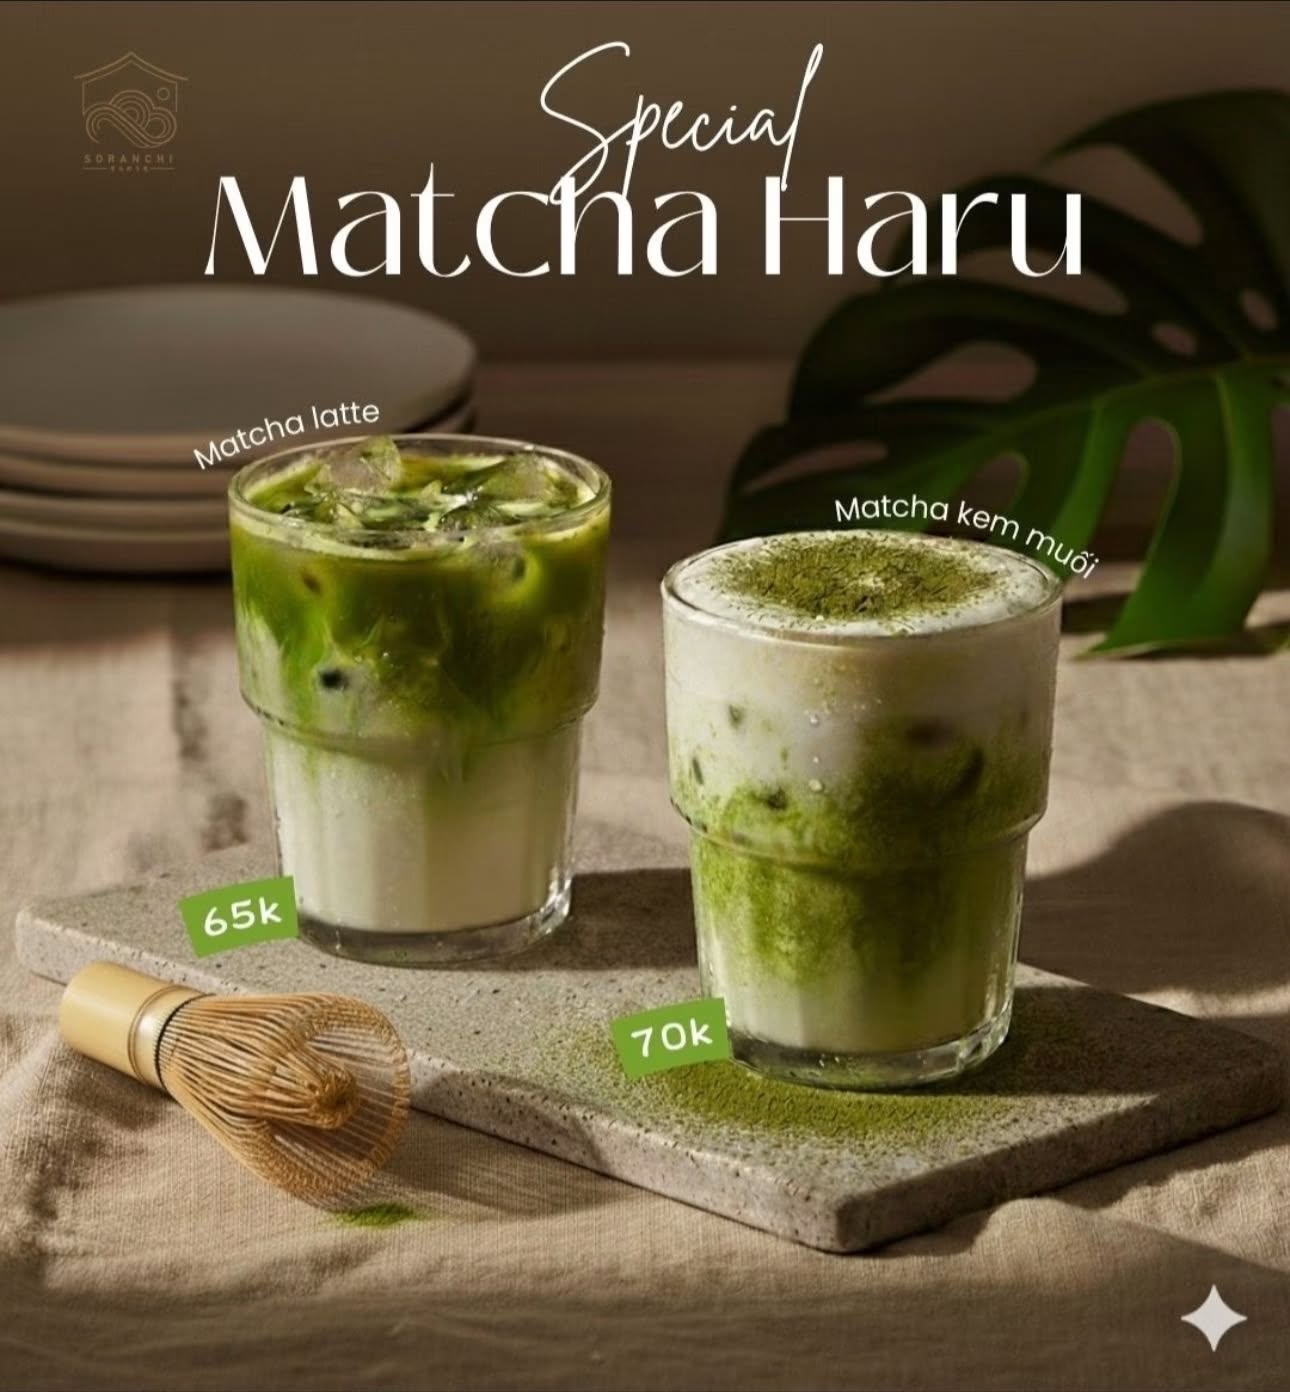 SORANCHI
Special
Matcha Haru
Matcha latte
Matcha kem muối
65k
70k